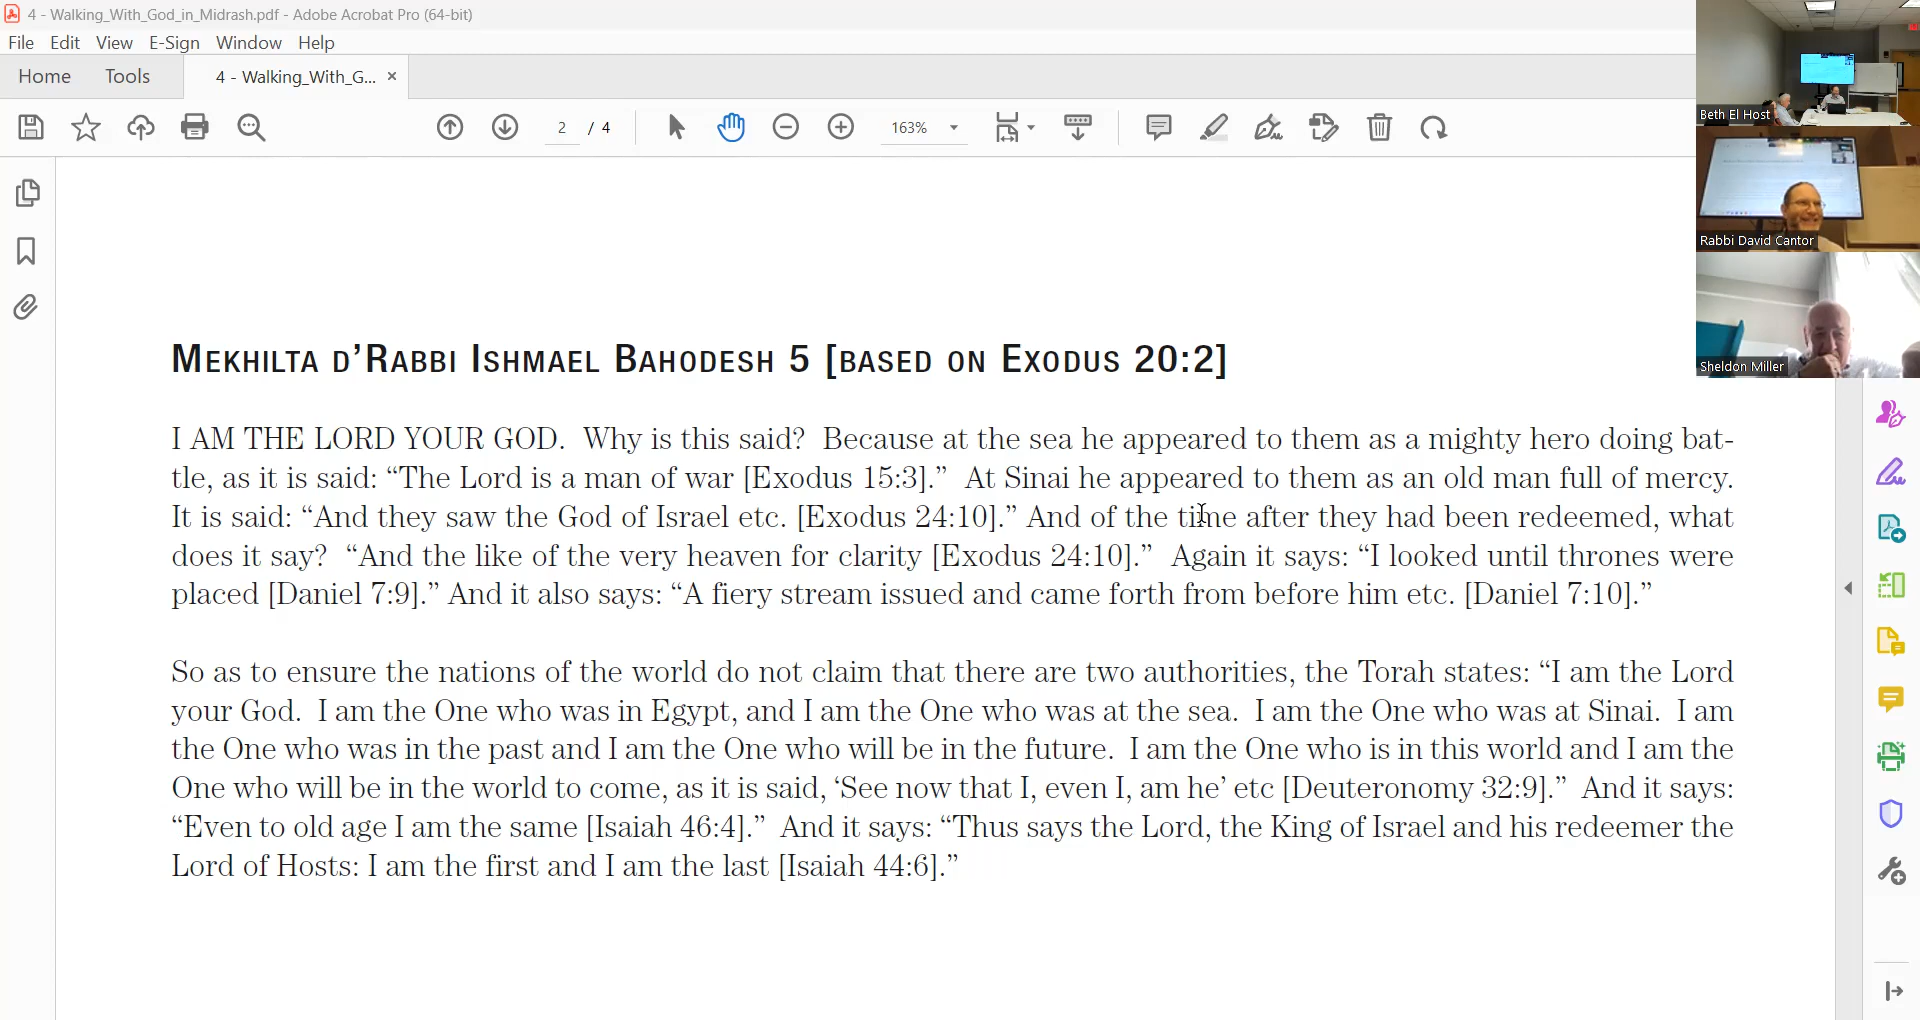 4 - Walking_With_God_in_Midrash.pdf - Adobe Acrobat Pro (64-bit)
File Edit View E-Sign Window Help
Home Tools 4 - Walking_With_G... ×
2 / 4 163%
Beth El Host
Rabbi David Cantor
Sheldon Miller
MEKHILTA D’RABBI ISHMAEL BAHODESH 5 [BASED ON EXODUS 20:2]
I AM THE LORD YOUR GOD. Why is this said? Because at the sea he appeared to them as a mighty hero doing bat-
tle, as it is said: “The Lord is a man of war [Exodus 15:3].” At Sinai he appeared to them as an old man full of mercy.
It is said: “And they saw the God of Israel etc. [Exodus 24:10].” And of the time after they had been redeemed, what
does it say? “And the like of the very heaven for clarity [Exodus 24:10].” Again it says: “I looked until thrones were
placed [Daniel 7:9].” And it also says: “A fiery stream issued and came forth from before him etc. [Daniel 7:10].”
So as to ensure the nations of the world do not claim that there are two authorities, the Torah states: “I am the Lord
your God. I am the One who was in Egypt, and I am the One who was at the sea. I am the One who was at Sinai. I am
the One who was in the past and I am the One who will be in the future. I am the One who is in this world and I am the
One who will be in the world to come, as it is said, ‘See now that I, even I, am he’ etc [Deuteronomy 32:9].” And it says:
“Even to old age I am the same [Isaiah 46:4].” And it says: “Thus says the Lord, the King of Israel and his redeemer the
Lord of Hosts: I am the first and I am the last [Isaiah 44:6].”